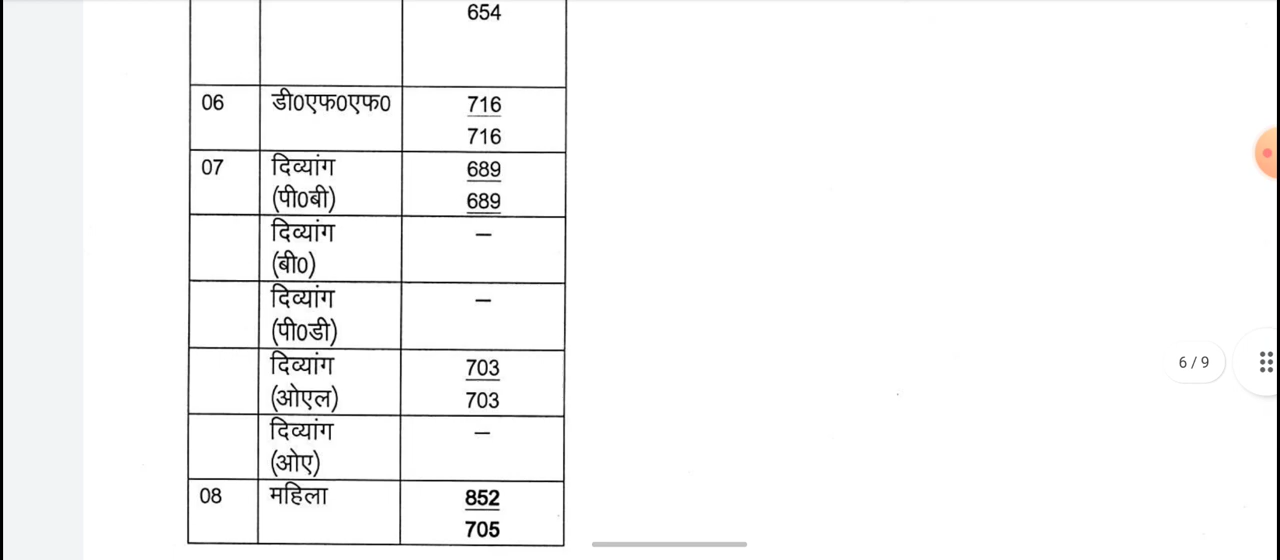 654
06 डी0एफ0एफ0 716
716
07 दिव्यांग 689
(पी0बी) 689
दिव्यांग –
(बी0)
दिव्यांग –
(पी0डी)
दिव्यांग 703
(ओएल) 703
दिव्यांग –
(ओए)
08 महिला 852
705
6 / 9